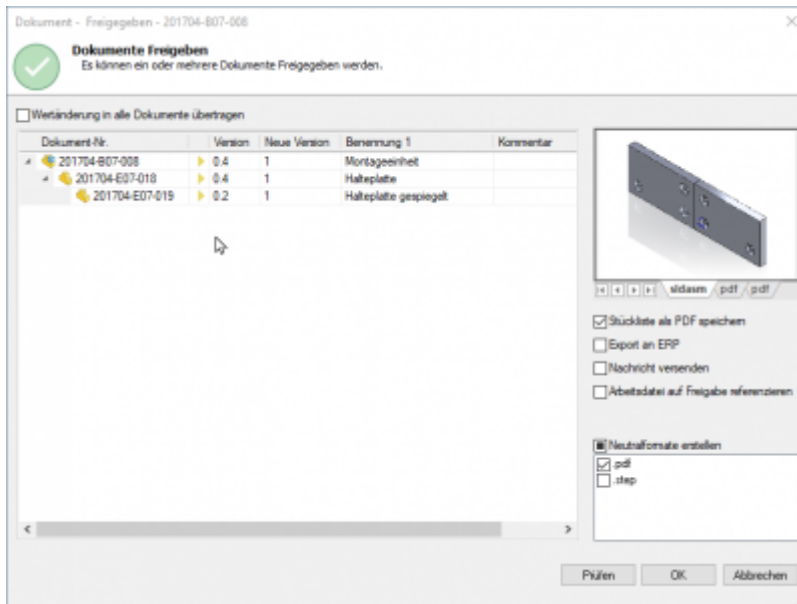 Dokument - Freigegeben - 201704-B07-008
Dokumente Freigeben
Es können ein oder mehrere Dokumente Freigegeben werden.
Wertänderung in alle Dokumente übertragen
Dokument-Nr. Version Neue Version Benennung 1 Kommentar
201704-B07-008 0.4 1 Montageeinheit
201704-E07-018 0.4 1 Halteplatte
201704-E07-019 0.2 1 Halteplatte gespiegelt
sldasm pdf pdf
Stückliste als PDF speichern
Export an ERP
Nachricht versenden
Arbeitsdatei auf Freigabe referenzieren
Neutralformate erstellen
.pdf
.step
Prüfen OK Abbrechen